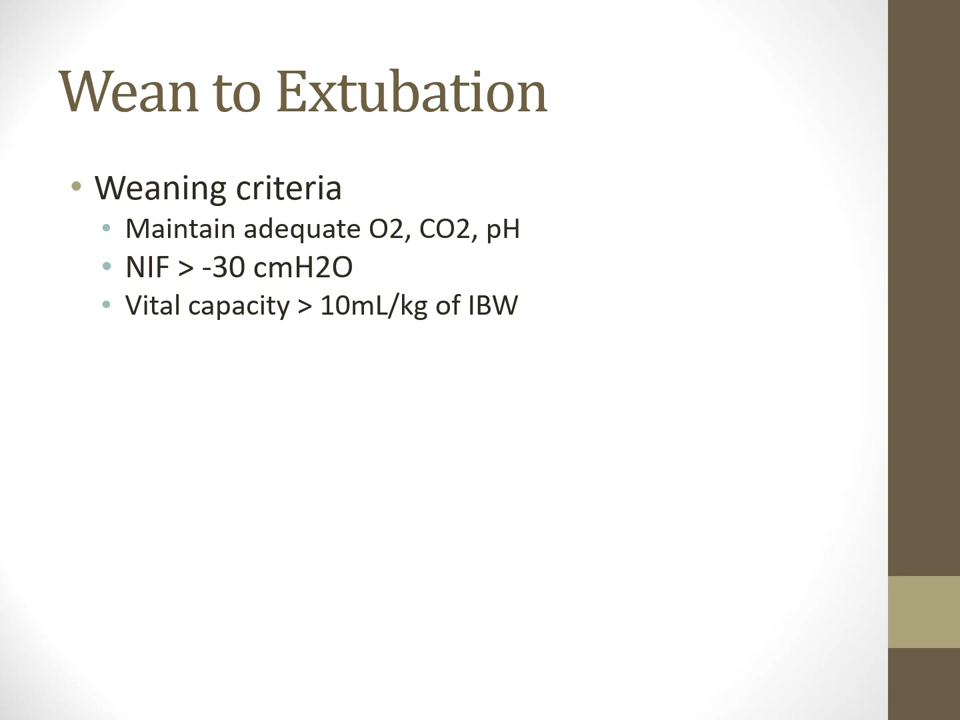 Wean to Extubation
• Weaning criteria
• Maintain adequate O2, CO2, pH
• NIF > -30 cmH2O
• Vital capacity > 10mL/kg of IBW